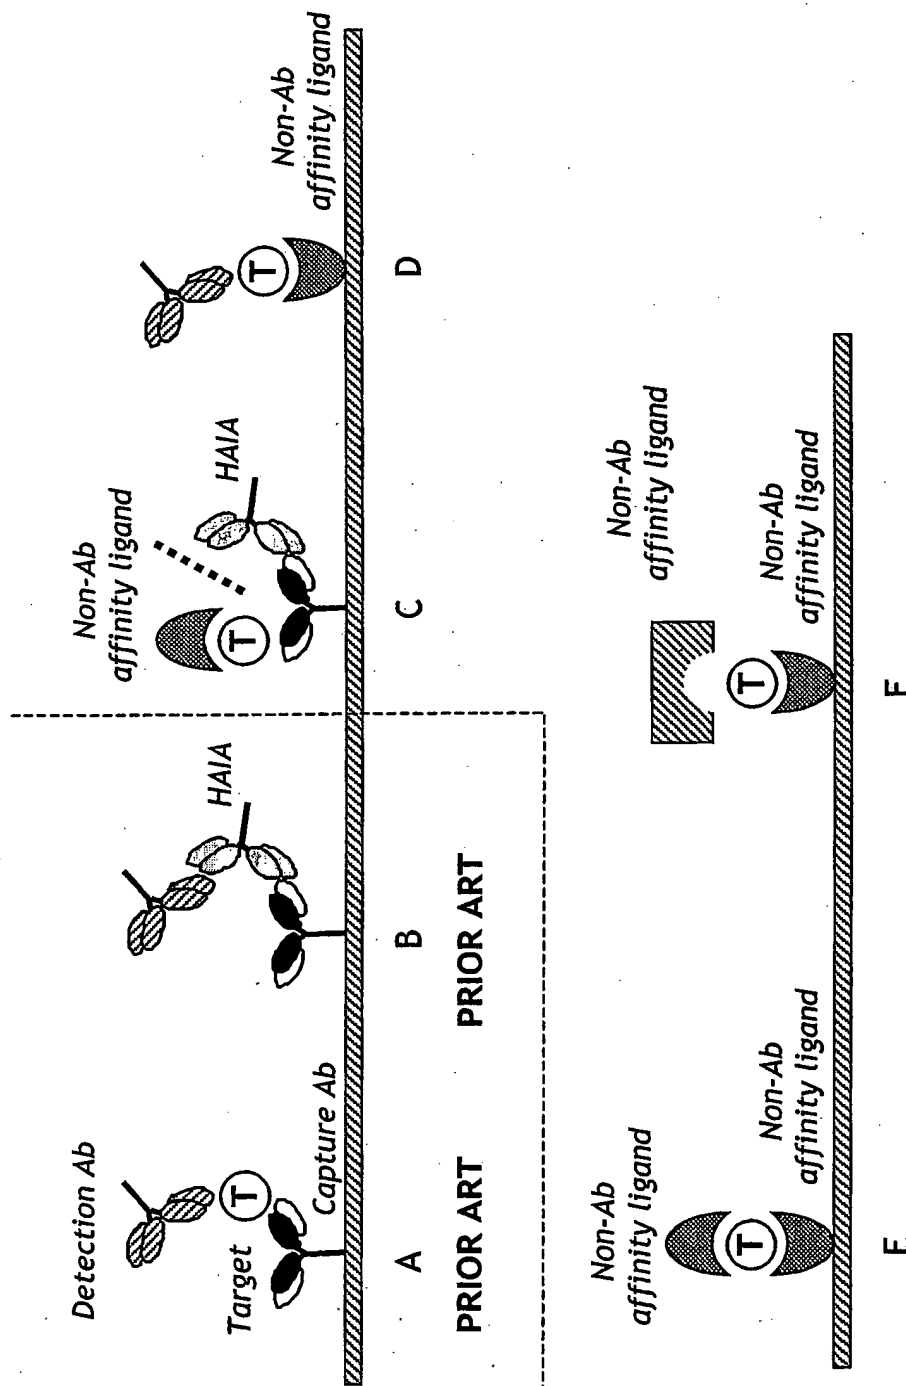 Detection Ab
Target
T
Capture Ab
A
PRIOR ART
HAIA
B
PRIOR ART
Non-Ab
affinity ligand
T
HAIA
C
Non-Ab
affinity ligand
T
D
Non-Ab
affinity ligand
T
Non-Ab
affinity ligand
E
Non-Ab
affinity ligand
T
Non-Ab
affinity ligand
F